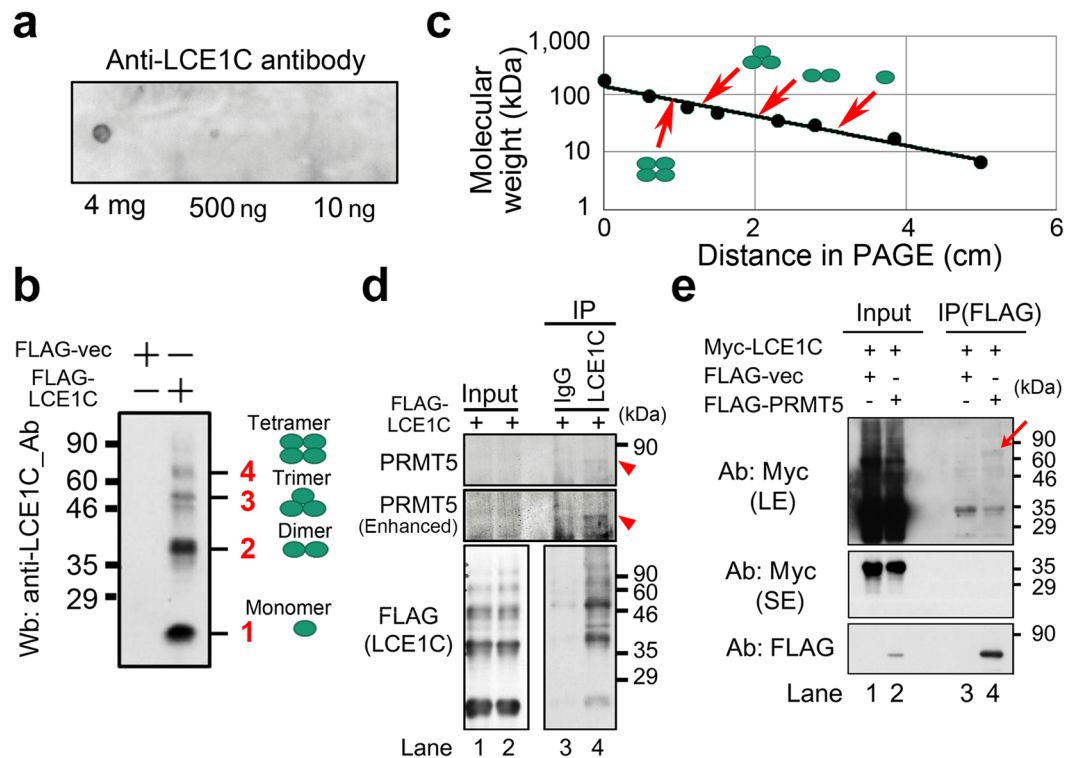 a
Anti-LCE1C antibody
4 mg
500 ng
10 ng
b
FLAG-vec + −
FLAG-
LCE1C − +
Wb: anti-LCE1C_Ab
90
60
46
35
29
4
3
2
1
Tetramer
Trimer
Dimer
Monomer
c
Molecular
weight (kDa)
1,000
100
10
1
0 2 4 6
Distance in PAGE (cm)
d
IP
Input
IgG
LCE1C
FLAG-
LCE1C + + + +
(kDa)
PRMT5
90
PRMT5
(Enhanced)
FLAG
(LCE1C)
90
60
46
35
29
Lane 1 2 3 4
e
Input IP(FLAG)
Myc-LCE1C + + + +
FLAG-vec + - + -
(kDa)
FLAG-PRMT5 - + - +
Ab: Myc
(LE)
90
60
46
35
29
Ab: Myc
(SE)
35
29
Ab: FLAG
90
Lane 1 2 3 4